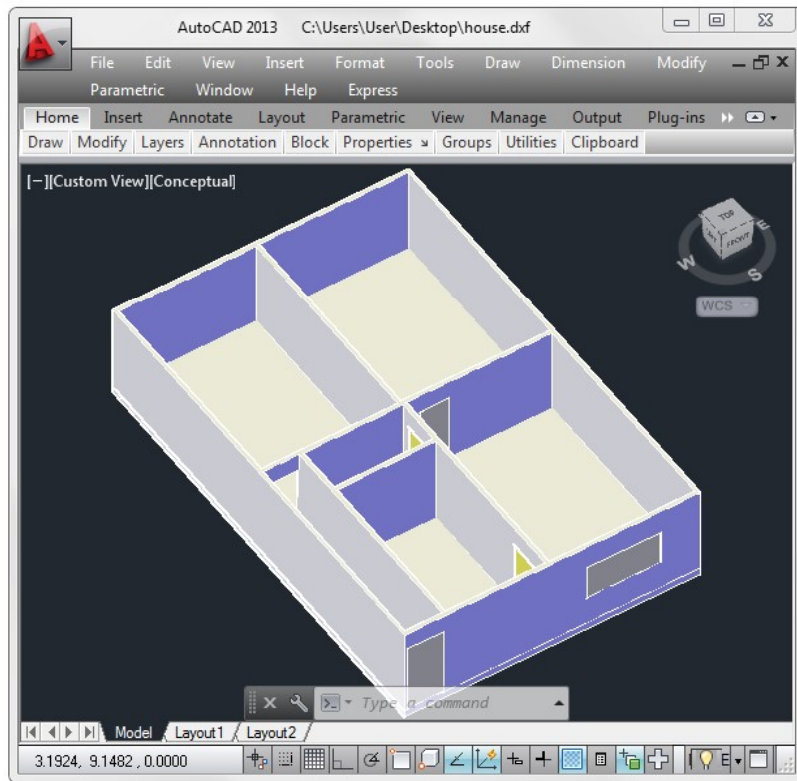 AutoCAD 2013 C:\Users\User\Desktop\house.dxf
File Edit View Insert Format Tools Draw Dimension Modify
Parametric Window Help Express
Home Insert Annotate Layout Parametric View Manage Output Plug-ins
Draw Modify Layers Annotation Block Properties Groups Utilities Clipboard
[−][Custom View][Conceptual]
TOP
FRONT
W
S
E
WCS
Type a command
Model Layout1 Layout2
3.1924, 9.1482 , 0.0000
E